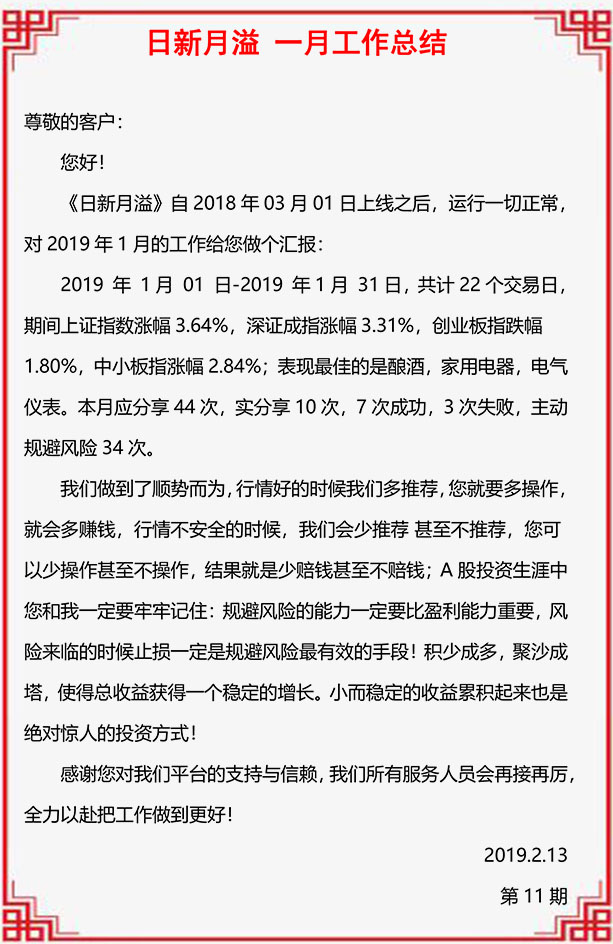 日新月溢 一月工作总结
尊敬的客户：
您好！
《日新月溢》自 2018 年 03 月 01 日上线之后，运行一切正常，
对 2019 年 1 月的工作给您做个汇报：
2019 年 1 月 01 日-2019 年 1 月 31 日，共计 22 个交易日，
期间上证指数涨幅 3.64%，深证成指涨幅 3.31%，创业板指跌幅
1.80%，中小板指涨幅 2.84%；表现最佳的是酿酒，家用电器，电气
仪表。本月应分享 44 次，实分享 10 次，7 次成功，3 次失败，主动
规避风险 34 次。
我们做到了顺势而为，行情好的时候我们多推荐，您就要多操作，
就会多赚钱，行情不安全的时候，我们会少推荐 甚至不推荐，您可
以少操作甚至不操作，结果就是少赔钱甚至不赔钱；A 股投资生涯中
您和我一定要牢牢记住：规避风险的能力一定要比盈利能力重要，风
险来临的时候止损一定是规避风险最有效的手段！积少成多，聚沙成
塔，使得总收益获得一个稳定的增长。小而稳定的收益累积起来也是
绝对惊人的投资方式！
感谢您对我们平台的支持与信赖，我们所有服务人员会再接再厉，
全力以赴把工作做到更好！
2019.2.13
第 11 期